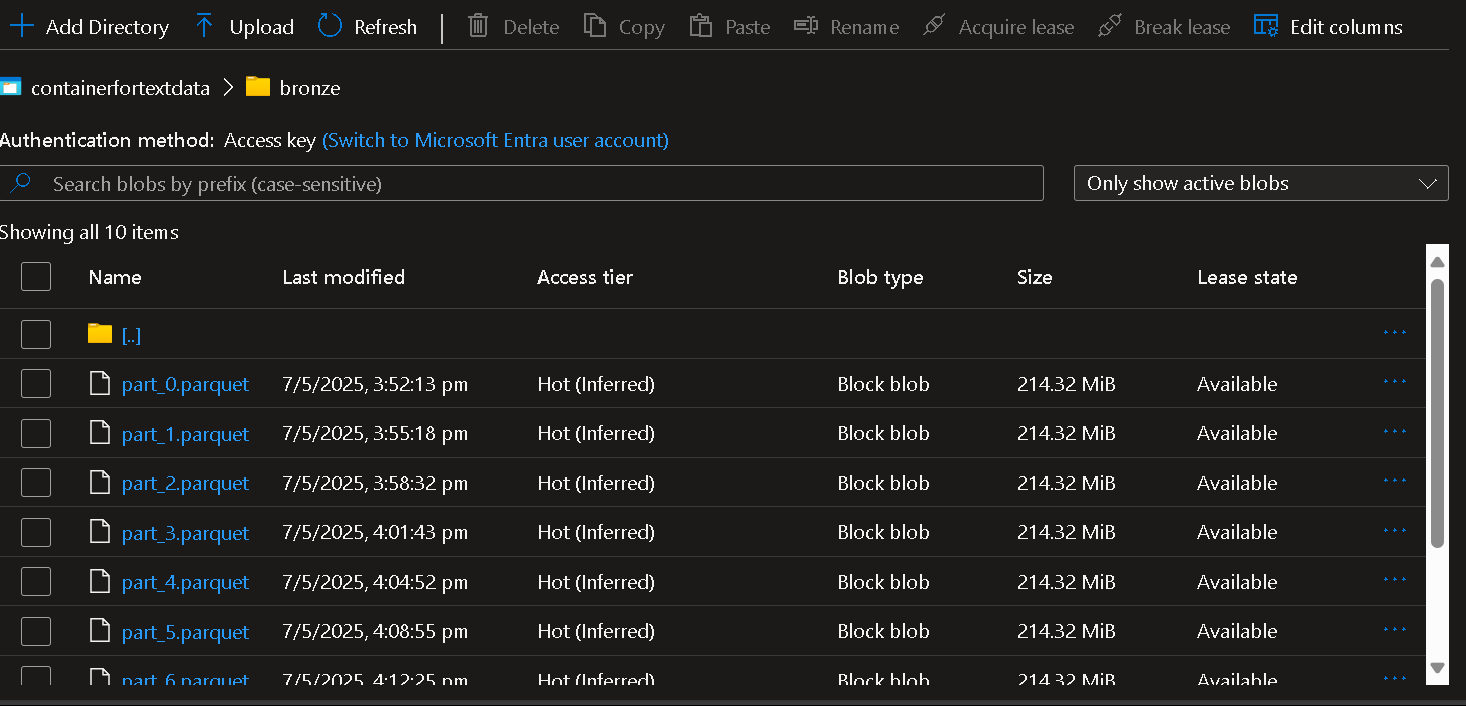 Add Directory Upload Refresh Delete Copy Paste Rename Acquire lease Break lease Edit columns
containerfortextdata > bronze
Authentication method: Access key (Switch to Microsoft Entra user account)
Search blobs by prefix (case-sensitive) Only show active blobs
Showing all 10 items
Name Last modified Access tier Blob type Size Lease state
[..]
part_0.parquet 7/5/2025, 3:52:13 pm Hot (Inferred) Block blob 214.32 MiB Available
part_1.parquet 7/5/2025, 3:55:18 pm Hot (Inferred) Block blob 214.32 MiB Available
part_2.parquet 7/5/2025, 3:58:32 pm Hot (Inferred) Block blob 214.32 MiB Available
part_3.parquet 7/5/2025, 4:01:43 pm Hot (Inferred) Block blob 214.32 MiB Available
part_4.parquet 7/5/2025, 4:04:52 pm Hot (Inferred) Block blob 214.32 MiB Available
part_5.parquet 7/5/2025, 4:08:55 pm Hot (Inferred) Block blob 214.32 MiB Available
part_6.parquet 7/5/2025, 4:12:25 pm Hot (Inferred) Block blob 214.32 MiB Available